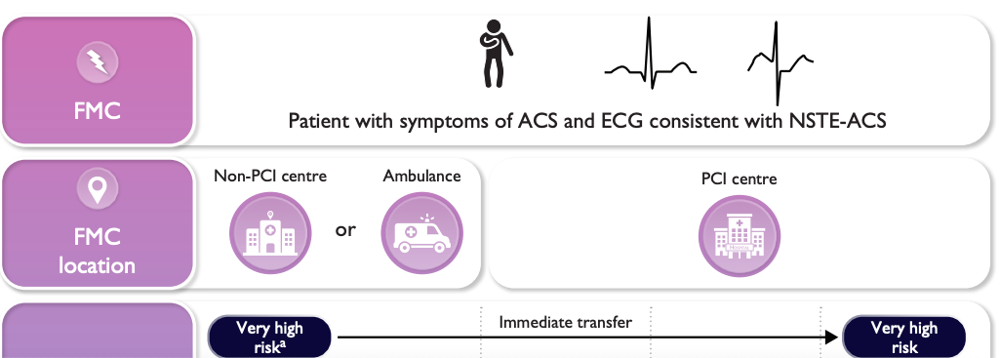 FMC
Patient with symptoms of ACS and ECG consistent with NSTE-ACS
FMC
location
Non-PCI centre
or
Ambulance
PCI centre
Very high
riskᵃ
Immediate transfer
Very high
risk